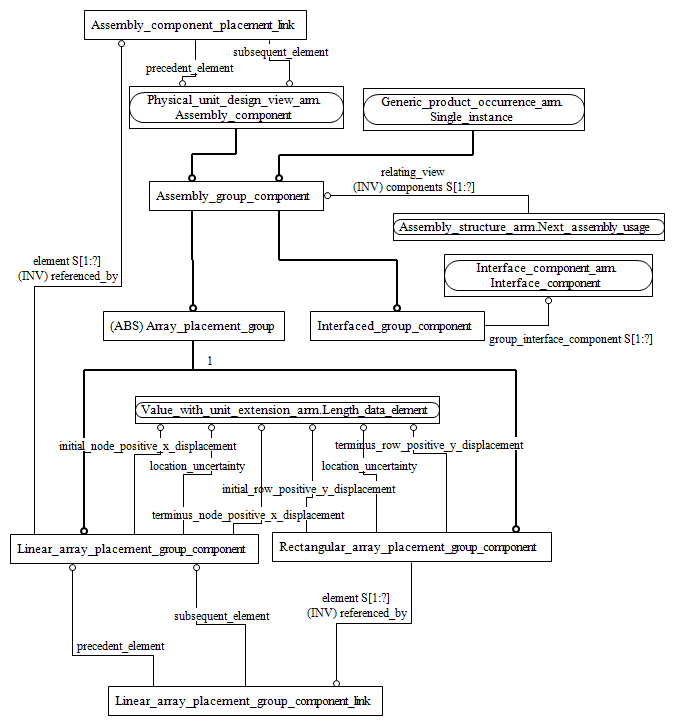 Assembly_component_placement_link
subsequent_element
precedent_element
Physical_unit_design_view_arm.
Assembly_component
Generic_product_occurrence_arm.
Single_instance
relating_view
(INV) components S[1:?]
Assembly_group_component
Assembly_structure_arm.Next_assembly_usage
element S[1:?]
(INV) referenced_by
Interface_component_arm.
Interface_component
(ABS) Array_placement_group
Interfaced_group_component
group_interface_component S[1:?]
1
Value_with_unit_extension_arm.Length_data_element
initial_node_positive_x_displacement
terminus_row_positive_y_displacement
location_uncertainty
location_uncertainty
initial_row_positive_y_displacement
terminus_node_positive_x_displacement
Linear_array_placement_group_component
Rectangular_array_placement_group_component
element S[1:?]
(INV) referenced_by
subsequent_element
precedent_element
Linear_array_placement_group_component_link